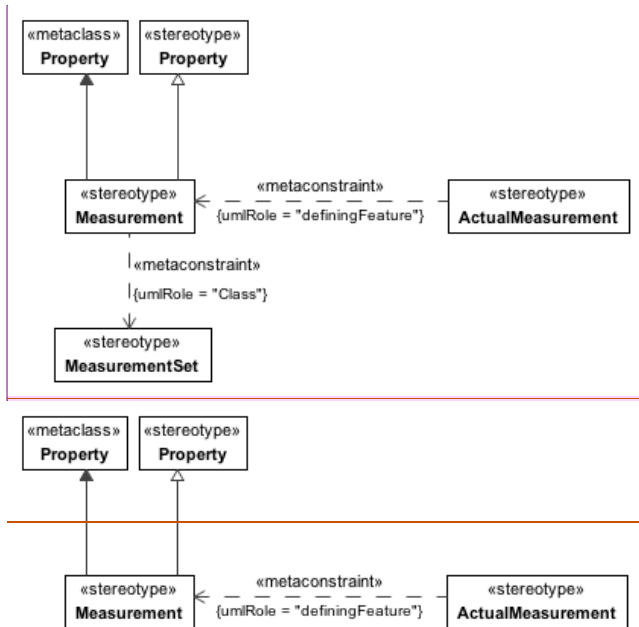 «metaclass» «stereotype»
Property Property
«stereotype» «metaconstraint» «stereotype»
Measurement {umlRole = "definingFeature"} ActualMeasurement
«metaconstraint»
{umlRole = "Class"}
«stereotype»
MeasurementSet
«metaclass» «stereotype»
Property Property
«stereotype» «metaconstraint» «stereotype»
Measurement {umlRole = "definingFeature"} ActualMeasurement